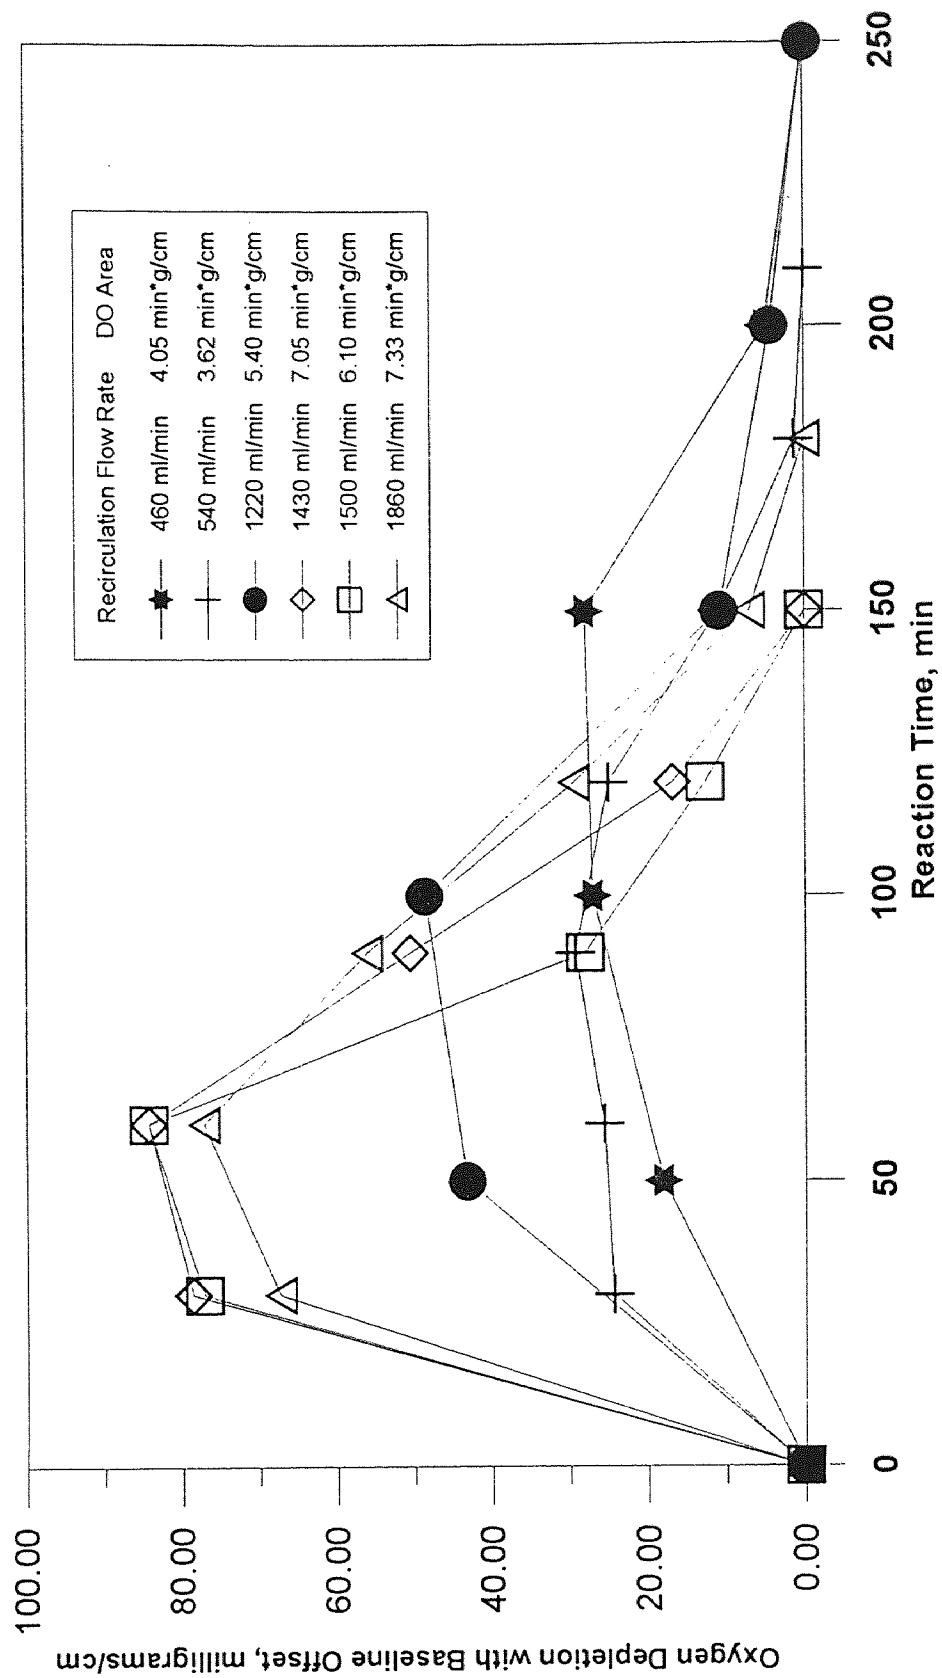 Oxygen Depletion with Baseline Offset, milligrams/cm
100.00
80.00
60.00
40.00
20.00
0.00
Recirculation Flow Rate DO Area
460 ml/min 4.05 min*g/cm
540 ml/min 3.62 min*g/cm
1220 ml/min 5.40 min*g/cm
1430 ml/min 7.05 min*g/cm
1500 ml/min 6.10 min*g/cm
1860 ml/min 7.33 min*g/cm
0 50 100 150 200 250
Reaction Time, min